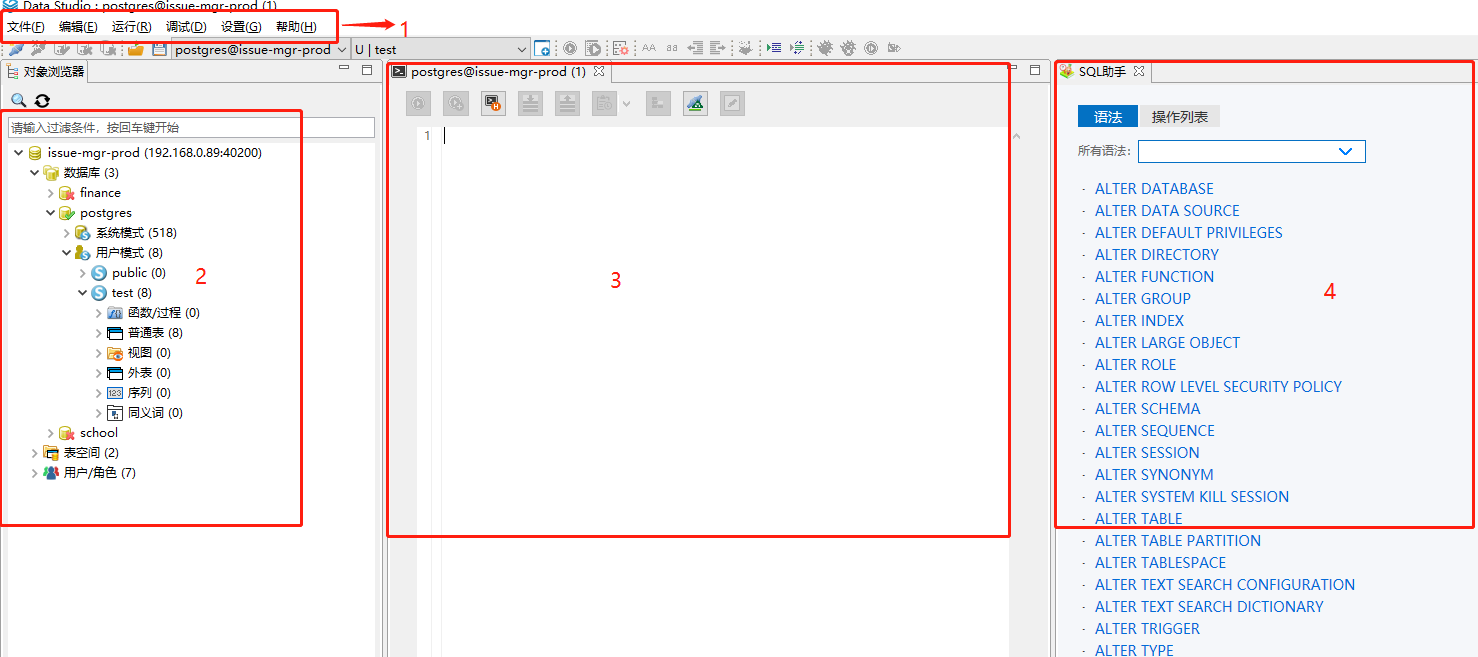 Data Studio : postgres@issue-mgr-prod (1)
文件(F) 编辑(E) 运行(R) 调试(D) 设置(G) 帮助(H)
1
postgres@issue-mgr-prod U | test AA aa
对象浏览器
请输入过滤条件，按回车键开始
issue-mgr-prod (192.168.0.89:40200)
数据库 (3)
finance
postgres
系统模式 (518)
用户模式 (8)
public (0)
2
test (8)
函数/过程 (0)
普通表 (8)
视图 (0)
外表 (0)
123 序列 (0)
同义词 (0)
school
表空间 (2)
用户/角色 (7)
postgres@issue-mgr-prod (1)
1
3
SQL助手
语法 操作列表
所有语法：
· ALTER DATABASE
· ALTER DATA SOURCE
· ALTER DEFAULT PRIVILEGES
· ALTER DIRECTORY
· ALTER FUNCTION
4
· ALTER GROUP
· ALTER INDEX
· ALTER LARGE OBJECT
· ALTER ROLE
· ALTER ROW LEVEL SECURITY POLICY
· ALTER SCHEMA
· ALTER SEQUENCE
· ALTER SESSION
· ALTER SYNONYM
· ALTER SYSTEM KILL SESSION
· ALTER TABLE
· ALTER TABLE PARTITION
· ALTER TABLESPACE
· ALTER TEXT SEARCH CONFIGURATION
· ALTER TEXT SEARCH DICTIONARY
· ALTER TRIGGER
· ALTER TYPE